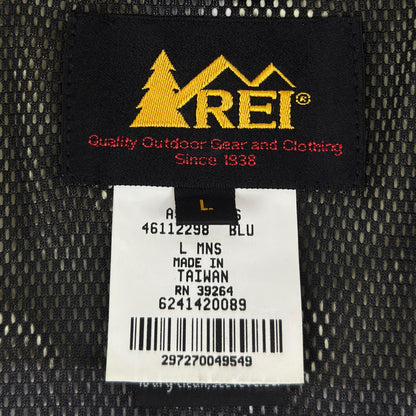 REI®
Quality Outdoor Gear and Clothing
Since 1938
L
46112298 BLU
L MNS
MADE IN
TAIWAN
RN 39264
6241420089
297270049549